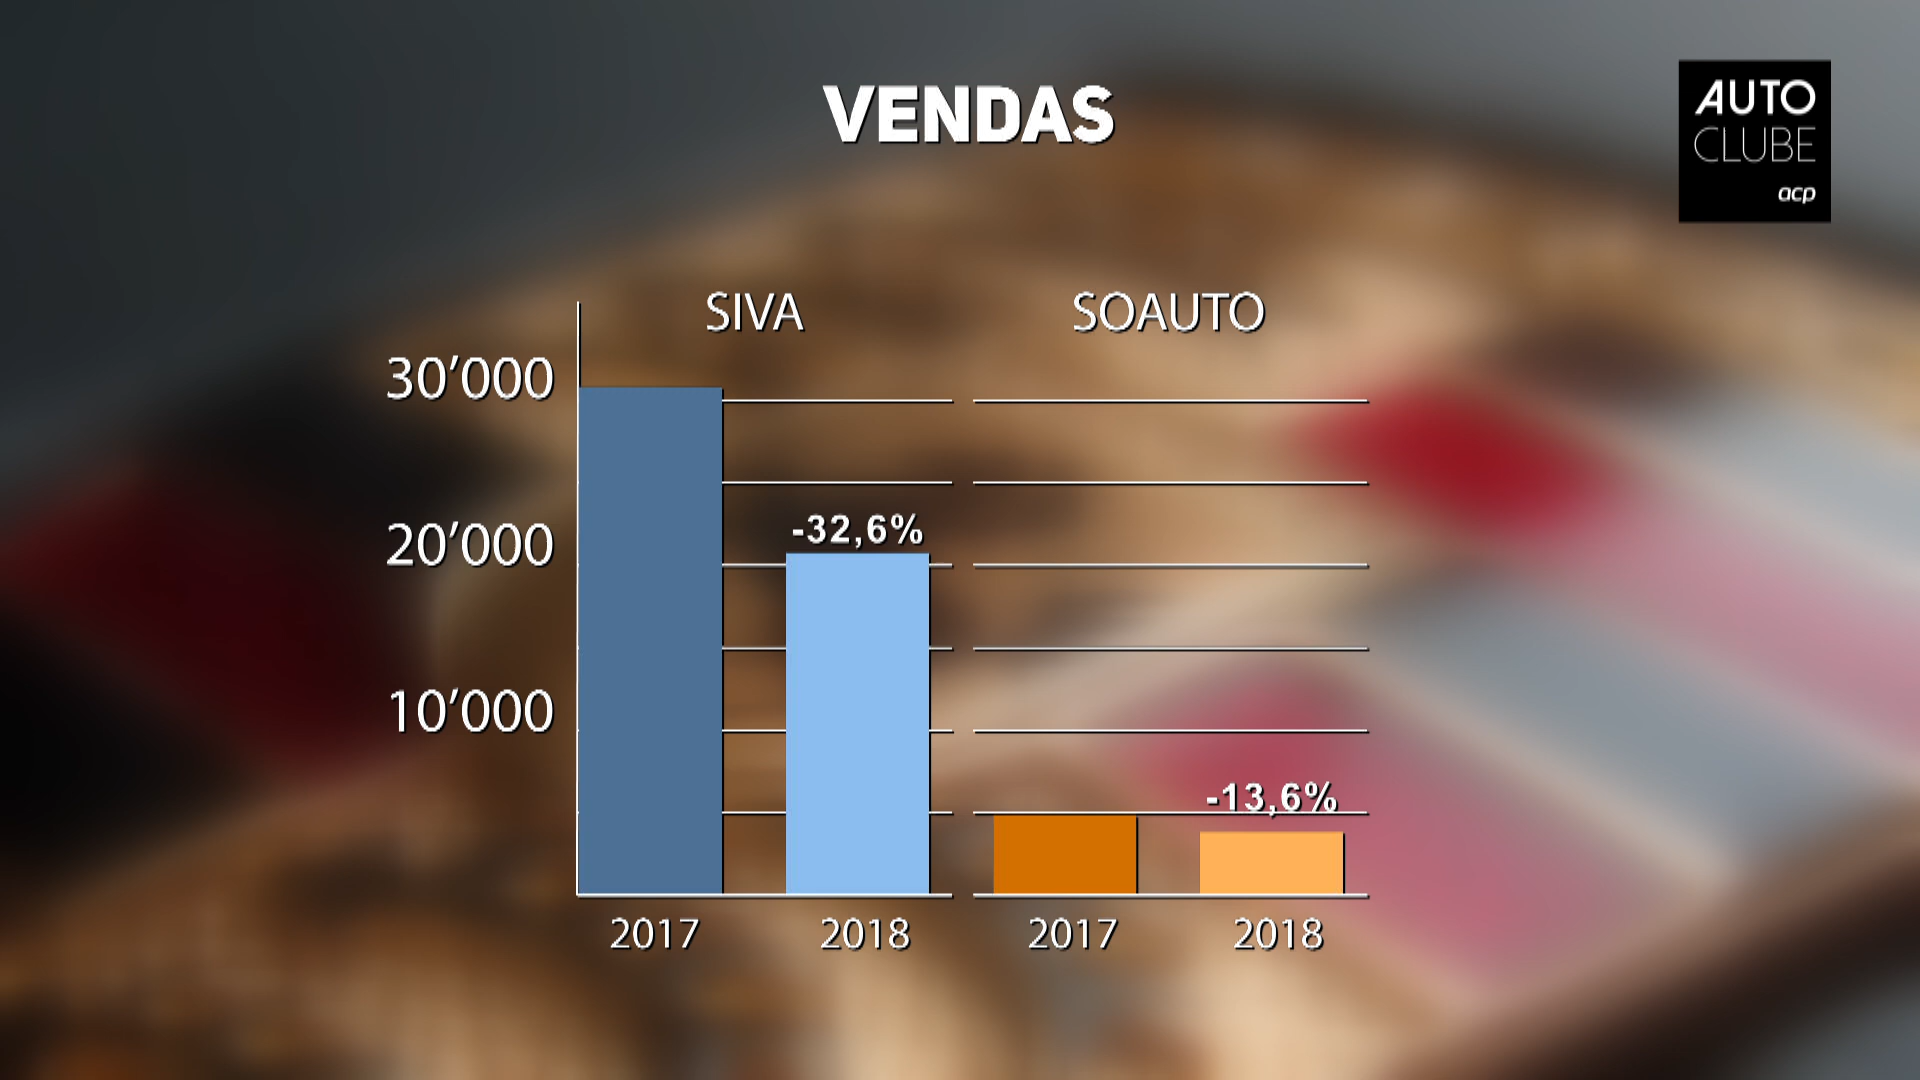 VENDAS
AUTO
CLUBE
acp
SIVA
SOAUTO
30’000
20’000
10’000
-32,6%
-13,6%
2017
2018
2017
2018